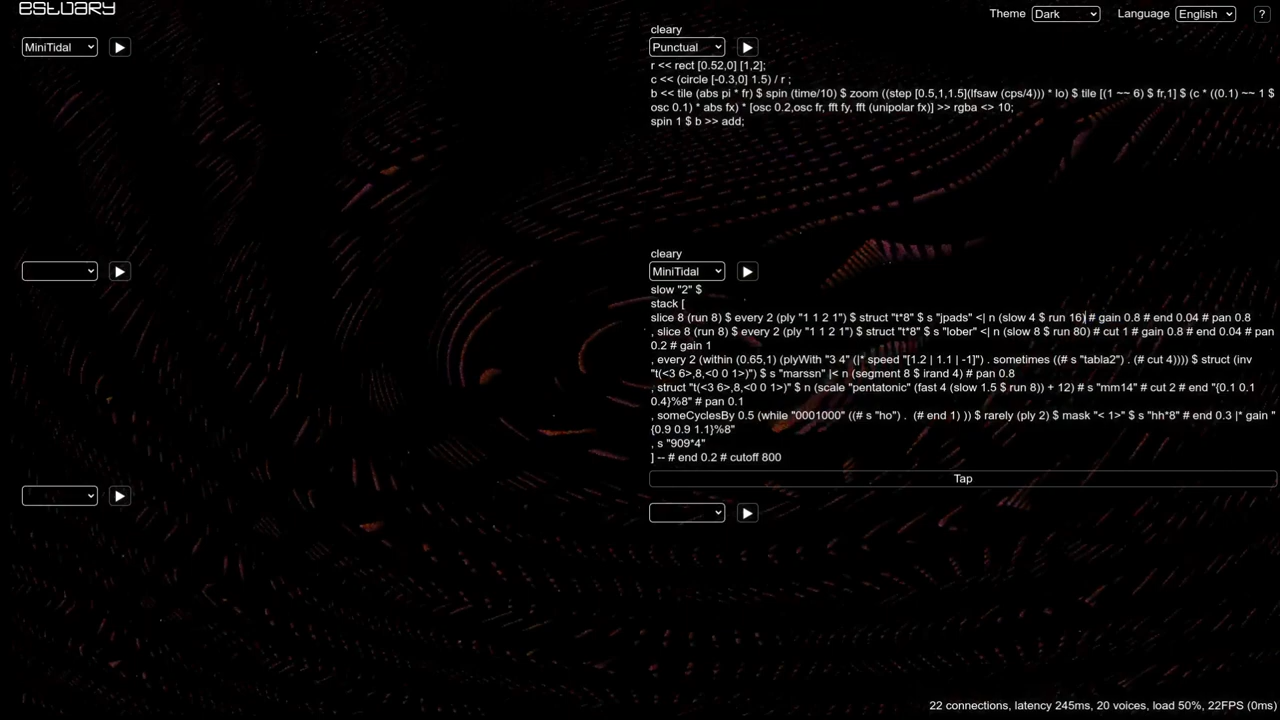 estuary
Theme Dark Language English ?
MiniTidal
cleary
Punctual
r << rect [0.52,0] [1,2];
c << (circle [-0.3,0] 1.5) / r ;
b << tile (abs pi * fr) $ spin (time/10) $ zoom ((step [0.5,1,1.5](lfsaw (cps/4))) * lo) $ tile [(1 ~~ 6) $ fr,1] $ (c * ((0.1) ~~ 1 $
osc 0.1) * abs fx) * [osc 0.2,osc fr, fft fy, fft (unipolar fx)] >> rgba <> 10;
spin 1 $ b >> add;
cleary
MiniTidal
slow "2" $
stack [
slice 8 (run 8) $ every 2 (ply "1 1 2 1") $ struct "t*8" $ s "jpads" <| n (slow 4 $ run 16) # gain 0.8 # end 0.04 # pan 0.8
, slice 8 (run 8) $ every 2 (ply "1 1 2 1") $ struct "t*8" $ s "lober" <| n (slow 8 $ run 80) # cut 1 # gain 0.8 # end 0.04 # pan
0.2 # gain 1
, every 2 (within (0.65,1) (plyWith "3 4" (|* speed "[1.2 | 1.1 | -1]") . sometimes ((# s "tabla2") . (# cut 4)))) $ struct (inv
"t(<3 6>,8,<0 0 1>)") $ s "marssn" |< n (segment 8 $ irand 4) # pan 0.8
, struct "t(<3 6>,8,<0 0 1>)" $ n (scale "pentatonic" (fast 4 (slow 1.5 $ run 8)) + 12) # s "mm14" # cut 2 # end "{0.1 0.1
0.4}%8" # pan 0.1
, someCyclesBy 0.5 (while "0001000" ((# s "ho") . (# end 1) )) $ rarely (ply 2) $ mask "< 1>" $ s "hh*8" # end 0.3 |* gain "
{0.9 0.9 1.1}%8"
, s "909*4"
] -- # end 0.2 # cutoff 800
Tap
22 connections, latency 245ms, 20 voices, load 50%, 22FPS (0ms)